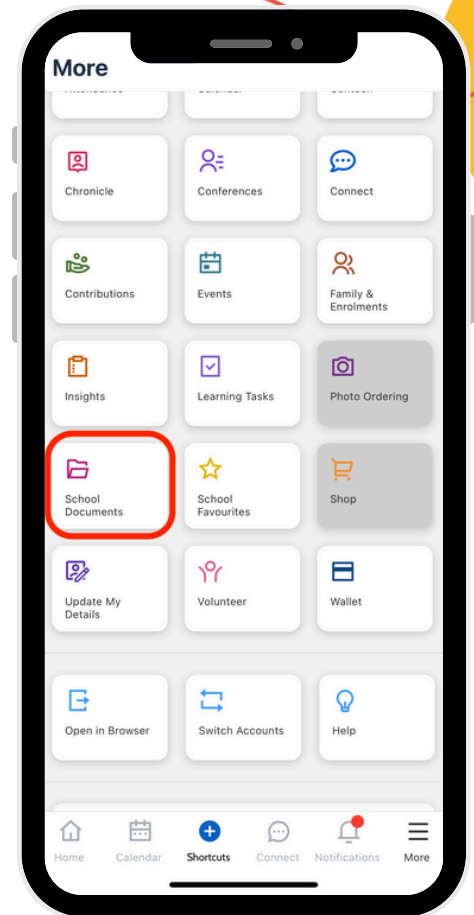 More
Chronicle
Conferences
Connect
Contributions
Events
Family &
Enrolments
Insights
Learning Tasks
Photo Ordering
School
Documents
School
Favourites
Shop
Update My
Details
Volunteer
Wallet
Open in Browser
Switch Accounts
Help
Home
Calendar
Shortcuts
Connect
Notifications
More